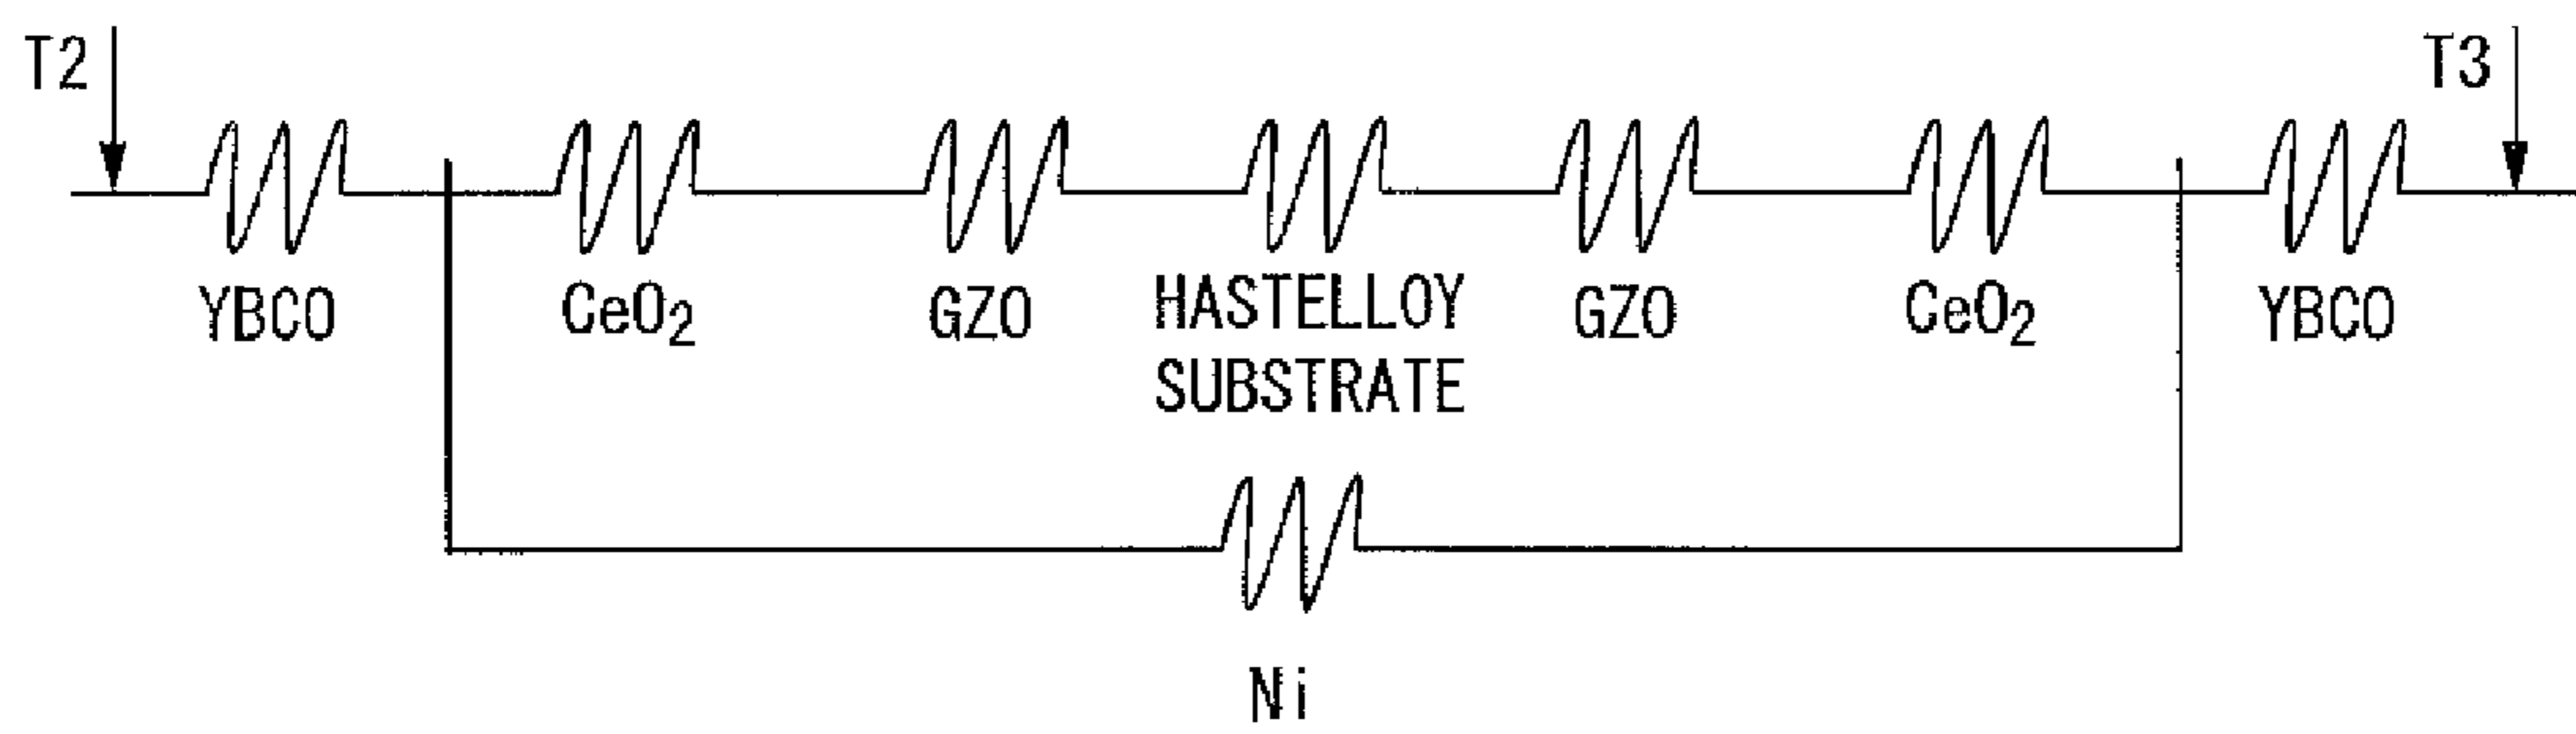 T2
T3
YBCO
CeO₂
GZO
HASTELLOY
SUBSTRATE
GZO
CeO₂
YBCO
Ni